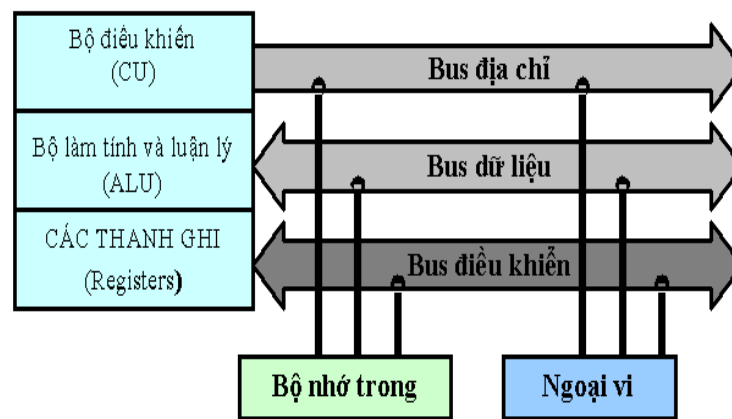 Bộ điều khiển
(CU)
Bus địa chỉ
Bộ làm tính và luận lý
(ALU)
Bus dữ liệu
CÁC THANH GHI
(Registers)
Bus điều khiển
Bộ nhớ trong
Ngoại vi